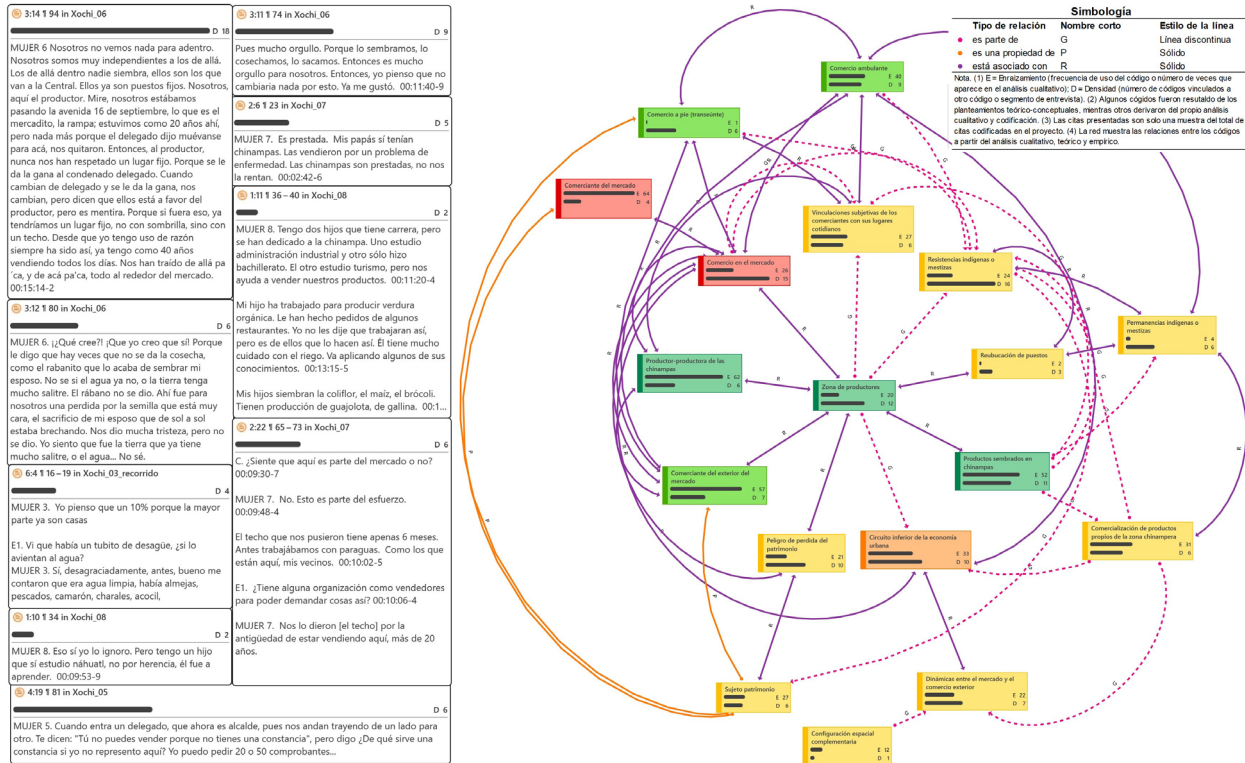 3:14 ¶ 94 in Xochi_06
D 18
MUJER 6 Nosotros no vemos nada para adentro.
Nosotros somos muy independientes a los de allá.
Los de allá dentro nadie siembra, ellos son los que
van a la Central. Ellos ya son puestos fijos. Nosotros,
aquí el productor. Mire, nosotros estábamos
pasando la avenida 16 de septiembre, lo que es el
mercadito, la rampa; estuvimos como 20 años ahí,
pero nada más porque el delegado dijo muévanse
para acá, nos quitaron. Entonces, al productor,
nunca nos han respetado un lugar fijo. Porque se le
da la gana al condenado delegado. Cuando
cambian de delegado y se le da la gana, nos
cambian, pero dicen que ellos está a favor del
productor, pero es mentira. Porque si fuera eso, ya
tendríamos un lugar fijo, no con sombrilla, sino con
un techo. Desde que yo tengo uso de razón
siempre ha sido así, ya tengo como 40 años
vendiendo todos los días. Nos han traído de allá pa
´ca, y de acá pa'ca, todo al rededor del mercado.
00:15:14-2
3:12 ¶ 80 in Xochi_06
D 6
MUJER 6. ¡¿Qué cree?! ¡Que yo creo que sí! Porque
le digo que hay veces que no se da la cosecha,
como el rabanito que lo acaba de sembrar mi
esposo. No se si el agua ya no, o la tierra tenga
mucho salitre. El rábano no se dio. Ahí fue para
nosotros una perdida por la semilla que está muy
cara, el sacrificio de mi esposo que de sol a sol
estaba brechando. Nos dio mucha tristeza, pero no
se dio. Yo siento que fue la tierra que ya tiene
mucho salitre, o el agua... No sé.
6:4 ¶ 16 – 19 in Xochi_03_recorrido
D 4
MUJER 3. Yo pienso que un 10% porque la mayor
parte ya son casas
E1. Vi que había un tubito de desagüe, ¿si lo
avientan al agua?
MUJER 3. Sí, desgraciadamente, antes, bueno me
contaron que era agua limpia, había almejas,
pescados, camarón, charales, acocil,
1:10 ¶ 34 in Xochi_08
D 2
MUJER 8. Eso sí yo lo ignoro. Pero tengo un hijo
que sí estudio náhuatl, no por herencia, él fue a
aprender. 00:09:53-9
4:19 ¶ 81 in Xochi_05
D 6
MUJER 5. Cuando entra un delegado, que ahora es alcalde, pues nos andan trayendo de un lado para
otro. Te dicen: "Tú no puedes vender porque no tienes una constancia", pero digo ¿De qué sirve una
constancia si yo no represento aquí? Yo puedo pedir 20 o 50 comprobantes...
3:11 ¶ 74 in Xochi_06
D 9
Pues mucho orgullo. Porque lo sembramos, lo
cosechamos, lo sacamos. Entonces es mucho
orgullo para nosotros. Entonces, yo pienso que no
cambiaria nada por esto. Ya me gustó. 00:11:40-9
2:6 ¶ 23 in Xochi_07
D 5
MUJER 7. Es prestada. Mis papás sí tenían
chinampas. Las vendieron por un problema de
enfermedad. Las chinampas son prestadas, no nos
la rentan. 00:02:42-6
1:11 ¶ 36 – 40 in Xochi_08
D 2
MUJER 8. Tengo dos hijos que tiene carrera, pero
se han dedicado a la chinampa. Uno estudio
administración industrial y otro sólo hizo
bachillerato. El otro estudio turismo, pero nos
ayuda a vender nuestros productos. 00:11:20-4
Mi hijo ha trabajado para producir verdura
orgánica. Le han hecho pedidos de algunos
restaurantes. Yo no les dije que trabajaran así,
pero es de ellos que lo hacen así. Él tiene mucho
cuidado con el riego. Va aplicando algunos de sus
conocimientos. 00:13:15-5
Mis hijos siembran la coliflor, el maíz, el brócoli.
Tienen producción de guajolota, de gallina. 00:1...
2:22 ¶ 65 – 73 in Xochi_07
D 6
C. ¿Siente que aquí es parte del mercado o no?
00:09:30-7
MUJER 7. No. Esto es parte del esfuerzo.
00:09:48-4
El techo que nos pusieron tiene apenas 6 meses.
Antes trabajábamos con paraguas. Como los que
están aquí, mis vecinos. 00:10:02-5
E1. ¿Tiene alguna organización como vendedores
para poder demandar cosas así? 00:10:06-4
MUJER 7. Nos lo dieron [el techo] por la
antigüedad de estar vendiendo aquí, más de 20
años.
Simbología
Tipo de relación Nombre corto Estilo de la línea
es parte de G Línea discontinua
es una propiedad de P Sólido
está asociado con R Sólido
Nota. (1) E = Enraizamiento (frecuencia de uso del código o número de veces que
aparece en el análisis cualitativo); D = Densidad (número de códigos vinculados a
otro código o segmento de entrevista). (2) Algunos códigos fueron resultado de los
planteamientos teórico-conceptuales, mientras otros derivaron del propio análisis
cualitativo y codificación. (3) Las citas presentadas son solo una muestra del total de
citas codificadas en el proyecto. (4) La red muestra las relaciones entre los códigos
a partir del análisis cualitativo, teórico y empírico.
Comercio ambulante
E 40
D 9
Comercio a pie (transeúnte)
E 1
D 6
Comerciante del mercado
E 64
D 4
Vinculaciones subjetivas de los
comerciantes con sus lugares
cotidianos
E 27
D 6
Comercio en el mercado
E 26
D 15
Resistencias indígenas o
mestizas
E 24
D 16
Permanencias indígenas o
mestizas
E 4
D 6
Productor-productora de las
chinampas
E 62
D 6
Zona de productores
E 20
D 12
Reubucación de puestos
E 2
D 3
Comerciante del exterior del
mercado
E 57
D 7
Productos sembrados en
chinampas
E 52
D 11
Peligro de perdida del
patrimonio
E 21
D 10
Circuito inferior de la economía
urbana
E 33
D 10
Comercialización de productos
propios de la zona chinampera
E 31
D 6
Sujeto patrimonio
E 27
D 6
Dinámicas entre el mercado y el
comercio exterior
E 22
D 7
Configuración espacial
complementaria
E 12
D 1